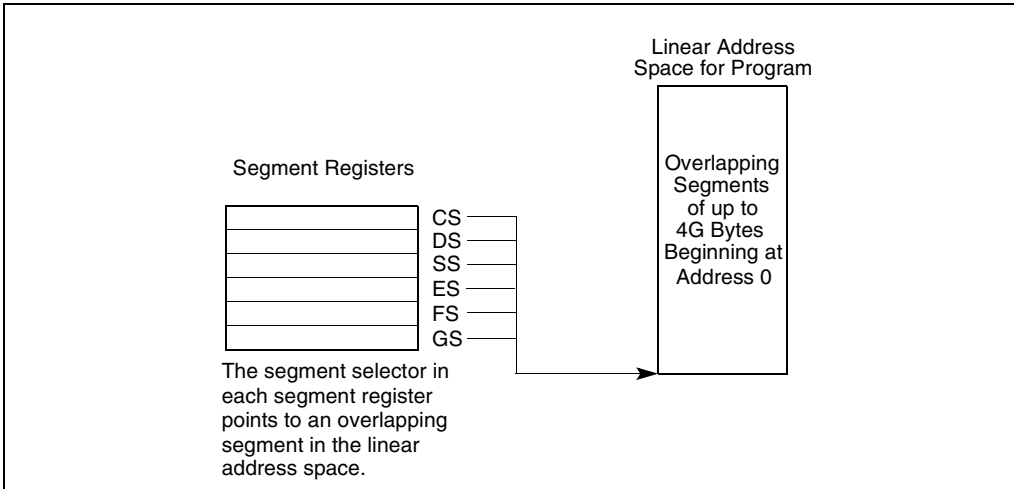 Linear Address
Space for Program
Overlapping
Segments
of up to
4G Bytes
Beginning at
Address 0
Segment Registers
CS
DS
SS
ES
FS
GS
The segment selector in
each segment register
points to an overlapping
segment in the linear
address space.